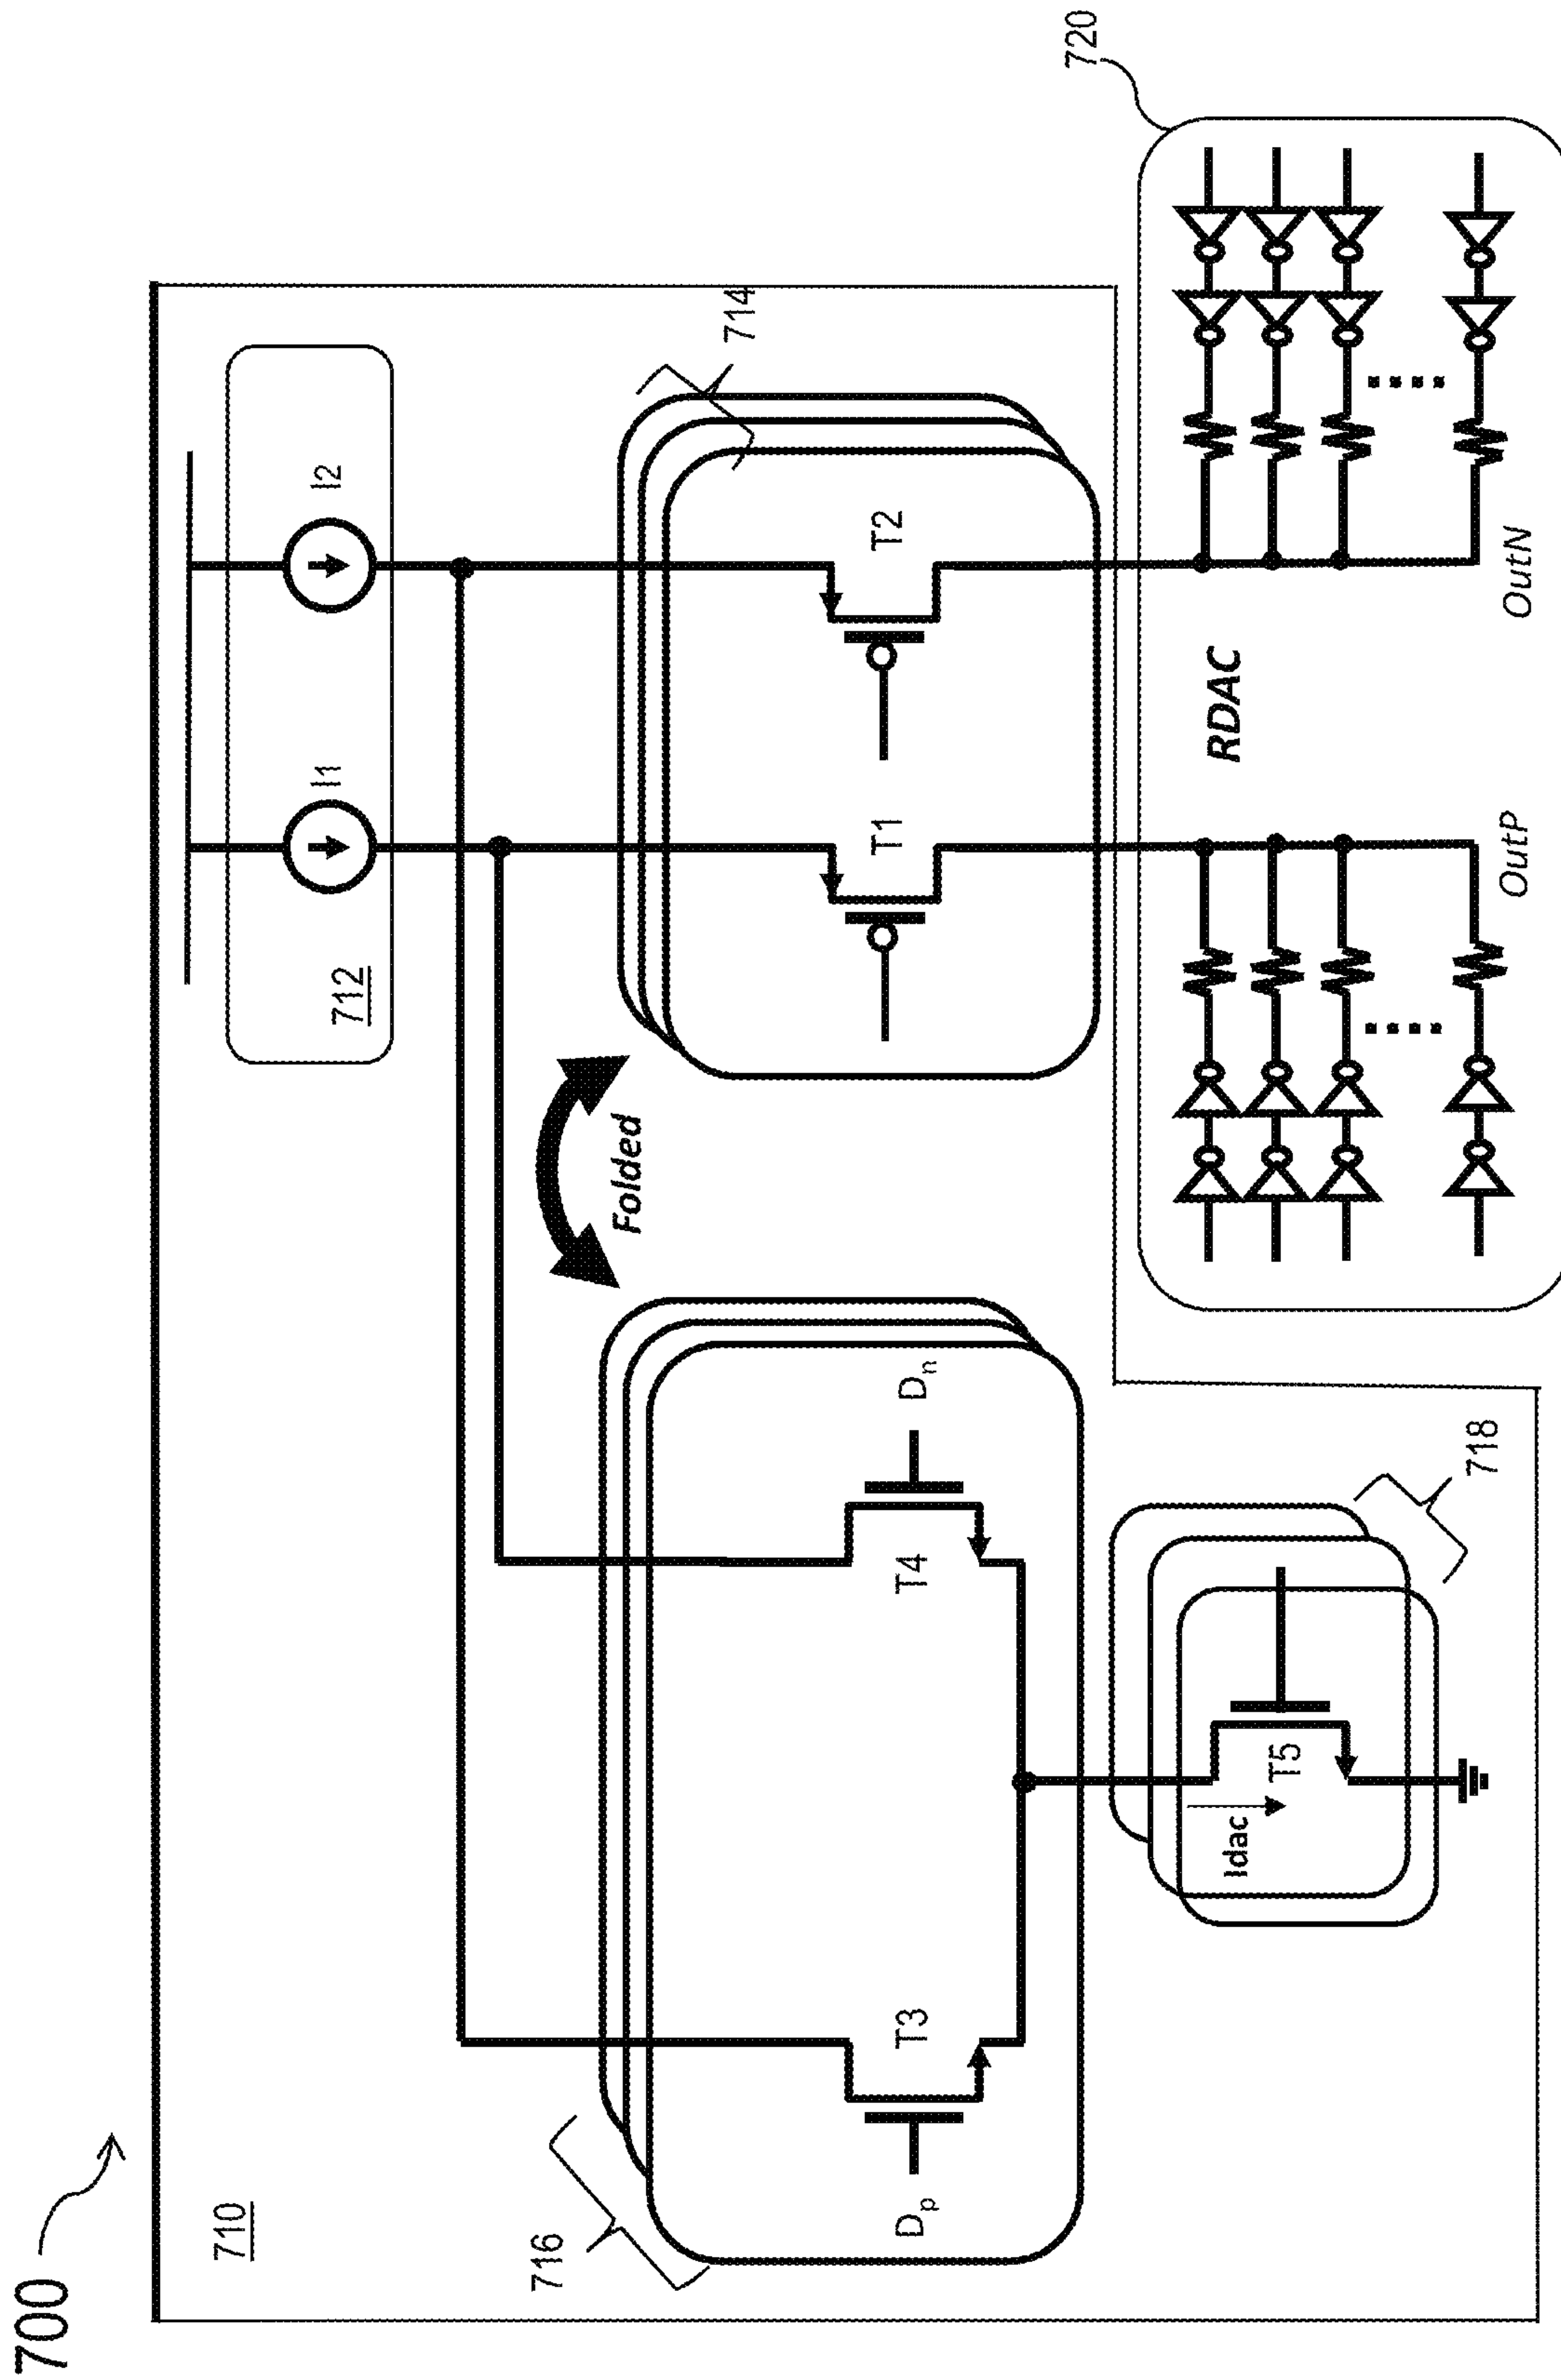 700
710
712
I1
I2
714
Folded
716
T1
T2
Dp
T3
T4
Dn
718
Idac
T5
720
RDAC
OutP
OutN